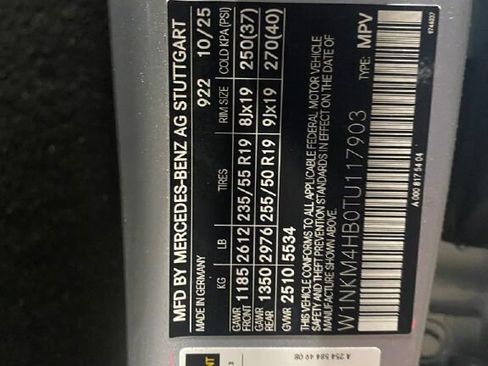 MFD BY MERCEDES-BENZ AG STUTTGART
MADE IN GERMANY 922 10/25
KG LB TIRES RIM SIZE COLD KPA (PSI)
GAWR FRONT 1185 2612 235/55 R19 8Jx19 250(37)
GAWR REAR 1350 2976 255/50 R19 9Jx19 270(40)
GVWR 2510 5534
THIS VEHICLE CONFORMS TO ALL APPLICABLE FEDERAL MOTOR VEHICLE
SAFETY AND THEFT PREVENTION STANDARDS IN EFFECT ON THE DATE OF
MANUFACTURE SHOWN ABOVE.
TYPE: MPV
W1NKM4HB0TU117903
A 000 817 54 04
A 254 584 49 08